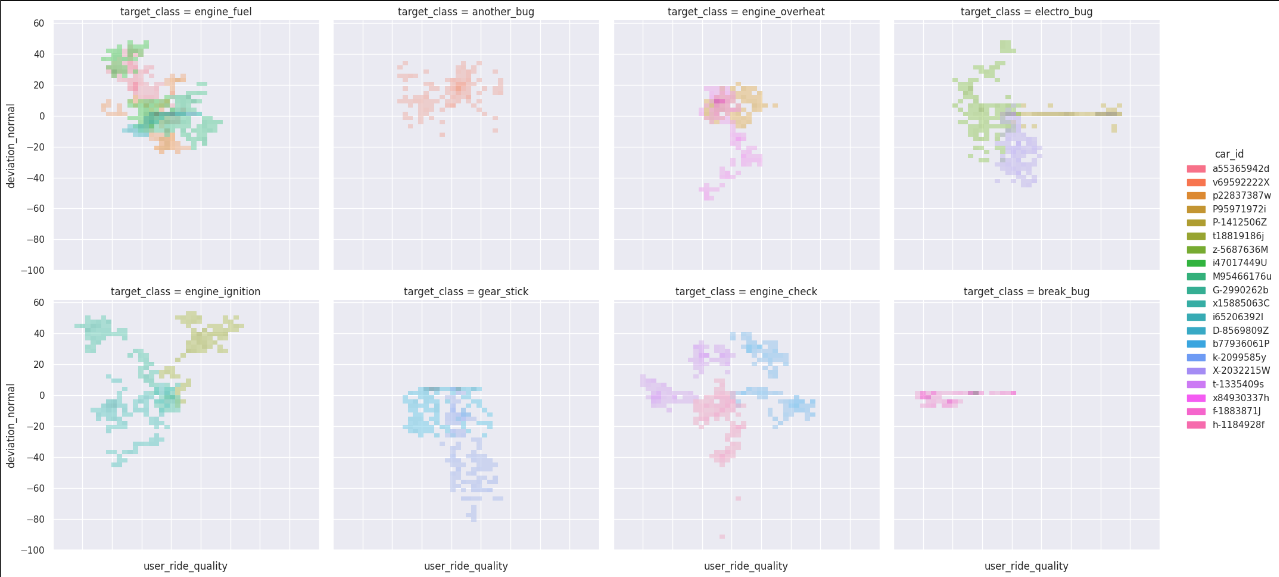 target_class = engine_fuel
target_class = another_bug
target_class = engine_overheat
target_class = electro_bug
60
40
20
0
−20
−40
−60
−80
−100
deviation_normal
target_class = engine_ignition
target_class = gear_stick
target_class = engine_check
target_class = break_bug
60
40
20
0
−20
−40
−60
−80
−100
deviation_normal
user_ride_quality
user_ride_quality
user_ride_quality
user_ride_quality
car_id
a55365942d
v69592222X
p22837387w
P95971972i
P-1412506Z
t18819186j
z-5687636M
i47017449U
M95466176u
G-2990262b
x15885063C
i65206392I
D-8569809Z
b77936061P
k-2099585y
X-2032215W
t-1335409s
x84930337h
f-1883871J
h-1184928f